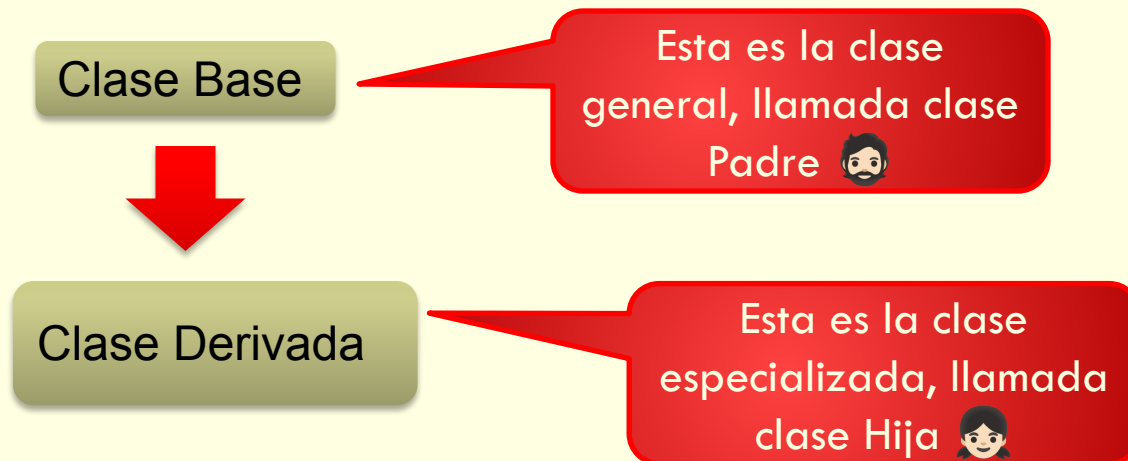 Clase Base
Esta es la clase
general, llamada clase
Padre 🧔🏻
Clase Derivada
Esta es la clase
especializada, llamada
clase Hija 👧🏻